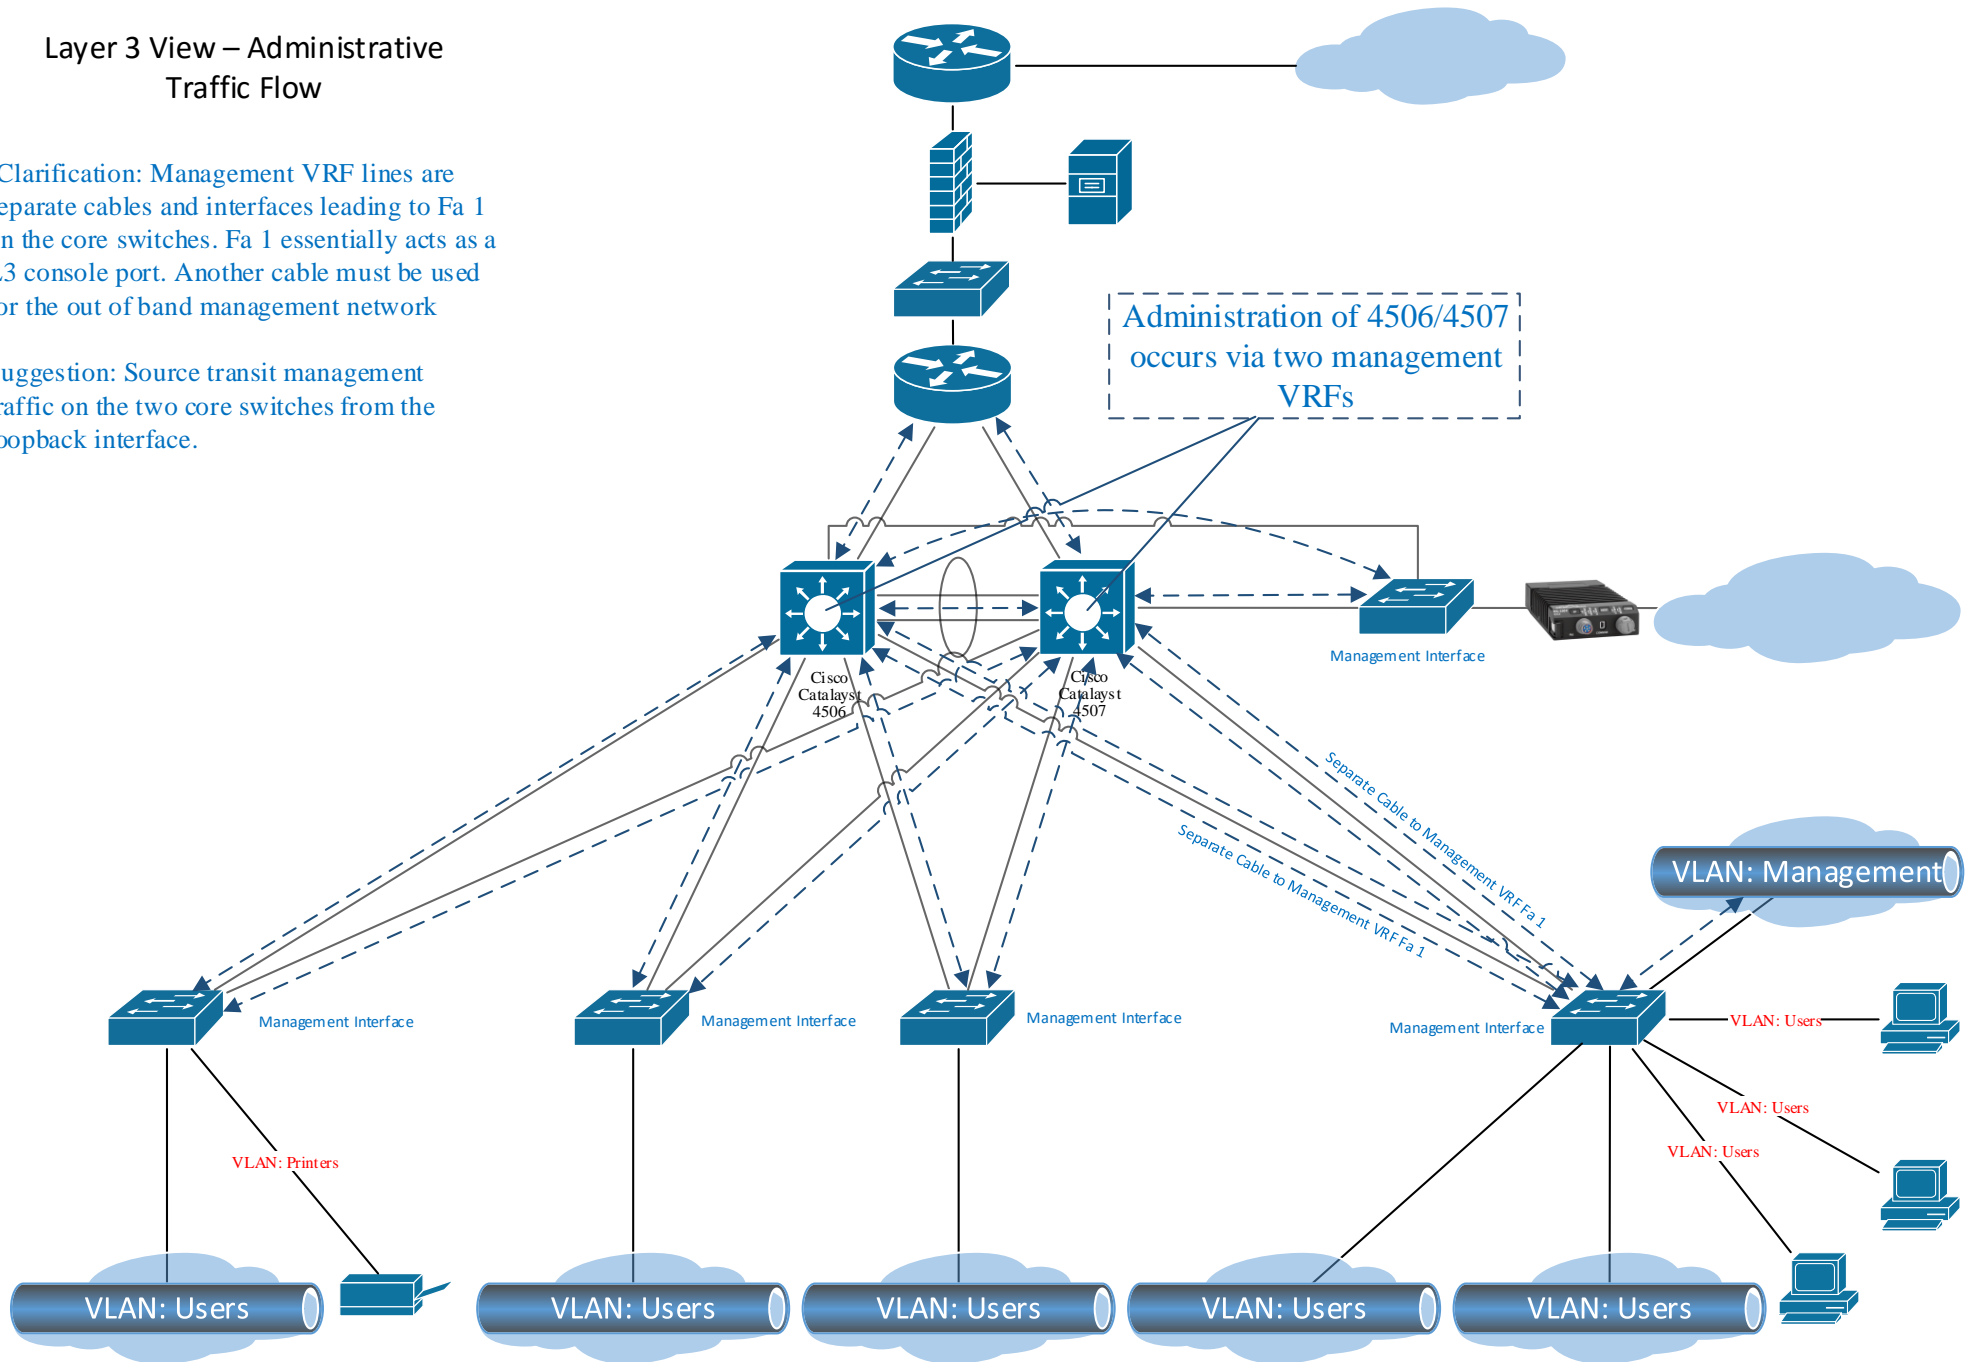 Layer 3 View – Administrative
Traffic Flow
Clarification: Management VRF lines are
eparate cables and interfaces leading to Fa 1
n the core switches. Fa 1 essentially acts as a
3 console port. Another cable must be used
or the out of band management network
uggestion: Source transit management
raffic on the two core switches from the
oopback interface.
Administration of 4506/4507
occurs via two management
VRFs
Management Interface
Cisco
Catalayst
4506
Cisco
Catalayst
4507
Separate Cable to Management VRF Fa 1
Separate Cable to Management VRF Fa 1
VLAN: Management
Management Interface
Management Interface
Management Interface
Management Interface
VLAN: Users
VLAN: Users
VLAN: Users
VLAN: Printers
VLAN: Users
VLAN: Users
VLAN: Users
VLAN: Users
VLAN: Users